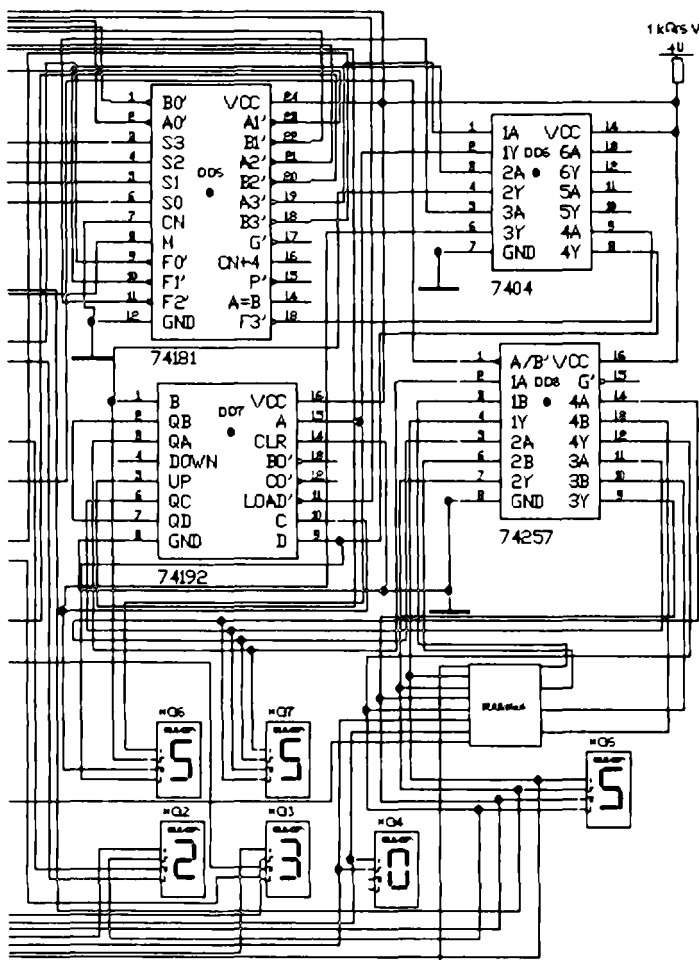 1 kΩ/5 V
1 B0' VCC 24
2 A0' A1' 23
3 S3 B1' 22
4 S2 DD5 A2' 21
5 S1 B2' 20
6 S0 A3' 19
7 CN B3' 18
8 M G' 17
9 F0' CN+4 16
10 F1' P' 15
11 F2' A=B 14
12 GND F3' 13
74181
1 1A VCC 14
2 1Y DD6 6A 13
3 2A 6Y 12
4 2Y 5A 11
5 3A 5Y 10
6 3Y 4A 9
7 GND 4Y 8
7404
1 A/B' VCC 16
2 1A DD8 G' 15
3 1B 4A 14
4 1Y 4B 13
5 2A 4Y 12
6 2B 3A 11
7 2Y 3B 10
8 GND 3Y 9
74257
1 B VCC 16
2 QB DD7 A 15
3 QA CLR 14
4 DOWN BO' 13
5 UP CO' 12
6 QC LOAD' 11
7 QD C 10
8 GND D 9
74192
5
5
5
2
3
0